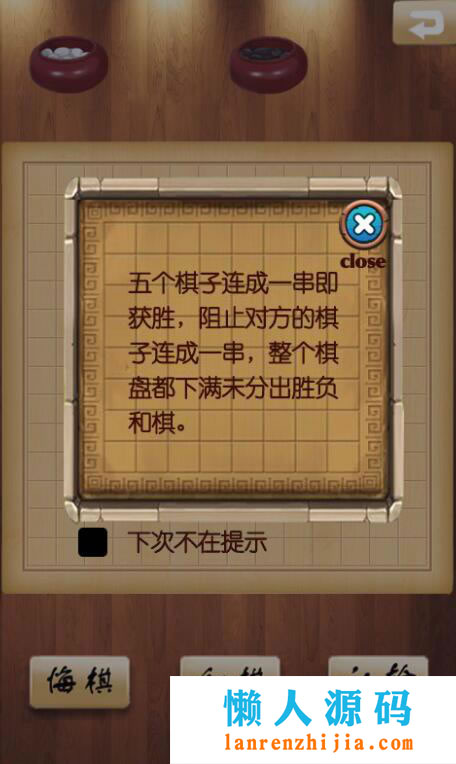 close
五个棋子连成一串即
获胜，阻止对方的棋
子连成一串，整个棋
盘都下满未分出胜负
和棋。
下次不在提示
侮棋
懒人源码
lanrenzhijia.com